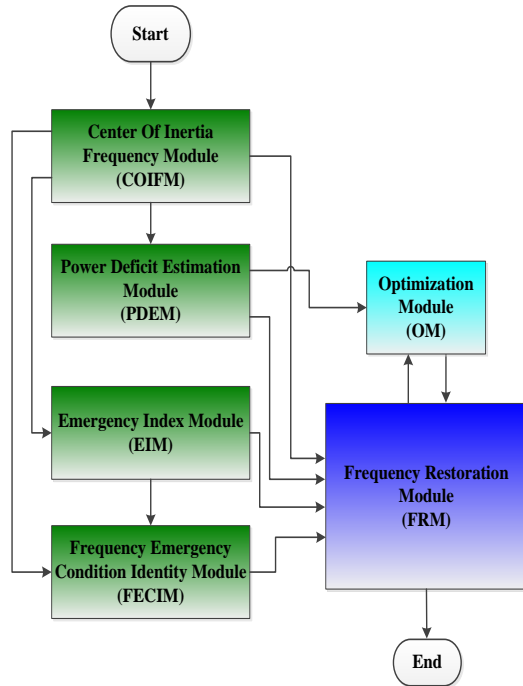 Start
Center Of Inertia
Frequency Module
(COIFM)
Power Deficit Estimation
Module
(PDEM)
Optimization
Module
(OM)
Emergency Index Module
(EIM)
Frequency Restoration
Module
(FRM)
Frequency Emergency
Condition Identity Module
(FECIM)
End